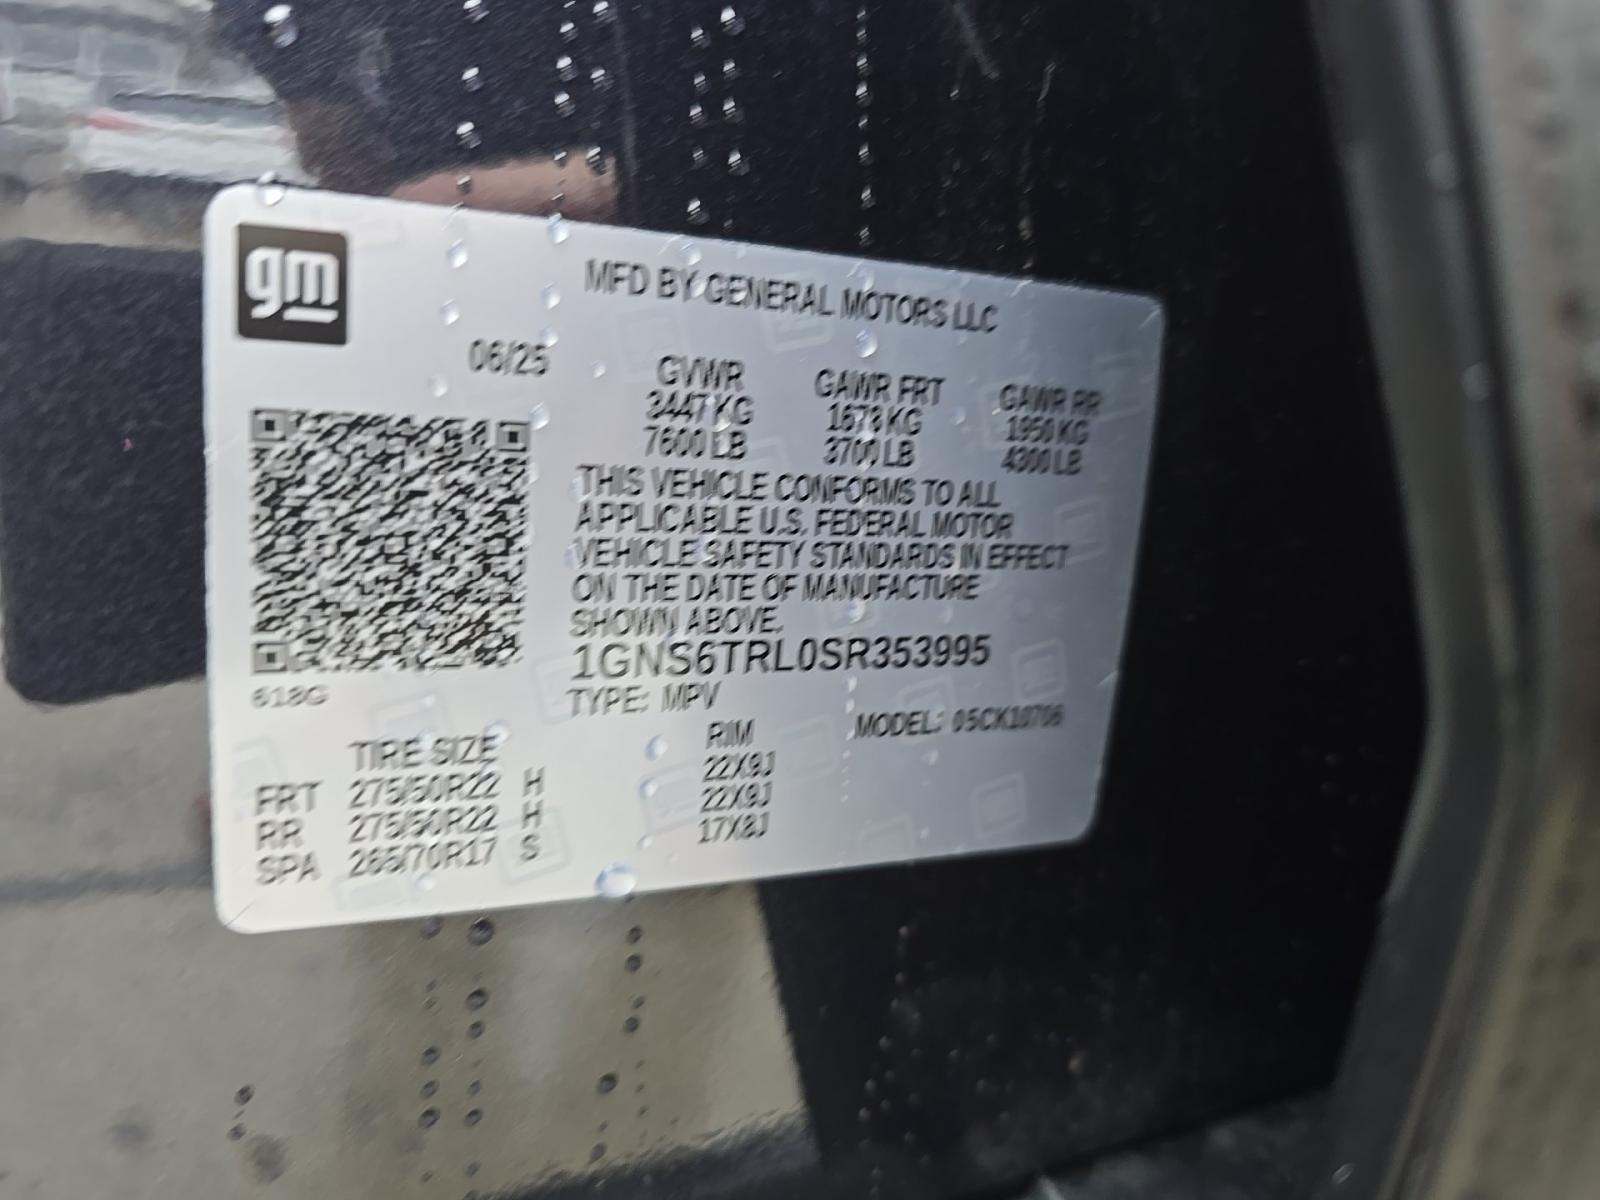 gm
MFD BY GENERAL MOTORS LLC
06/25
GVWR GAWR FRT GAWR RR
3447 KG 1678 KG 1950 KG
7600 LB 3700 LB 4300 LB
THIS VEHICLE CONFORMS TO ALL
APPLICABLE U.S. FEDERAL MOTOR
VEHICLE SAFETY STANDARDS IN EFFECT
ON THE DATE OF MANUFACTURE
SHOWN ABOVE.
1GNS6TRL0SR353995
618G
TYPE: MPV
MODEL: 05CK10706
TIRE SIZE RIM
FRT 275/50R22 H 22X9J
RR 275/50R22 H 22X9J
SPA 265/70R17 S 17X8J